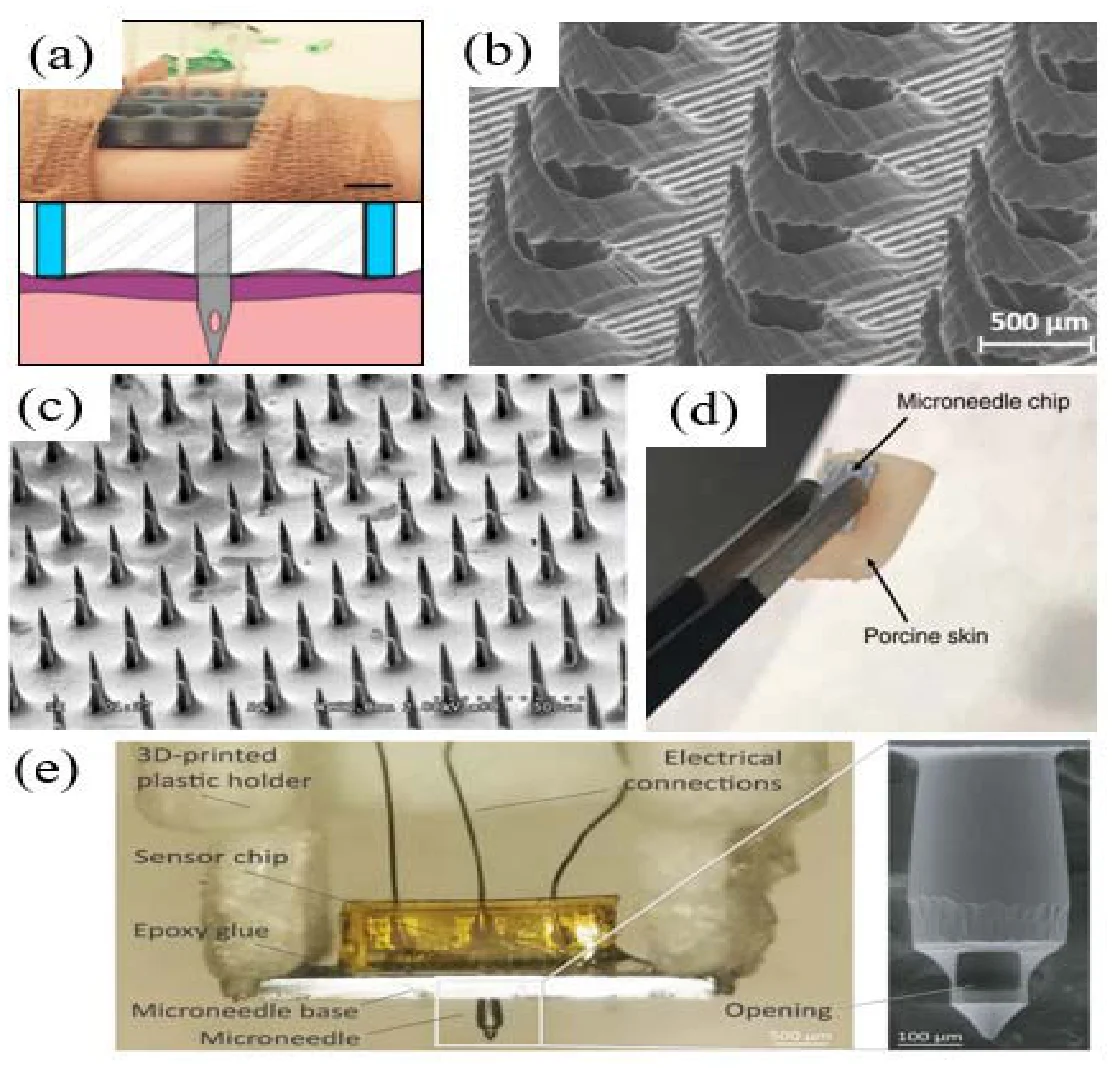 (a)
(b)
500 µm
(c)
(d)
Microneedle chip
Porcine skin
(e)
3D-printed
plastic holder
Electrical
connections
Sensor chip
Epoxy glue
Microneedle base
Microneedle
Opening
500 µm
100 µm